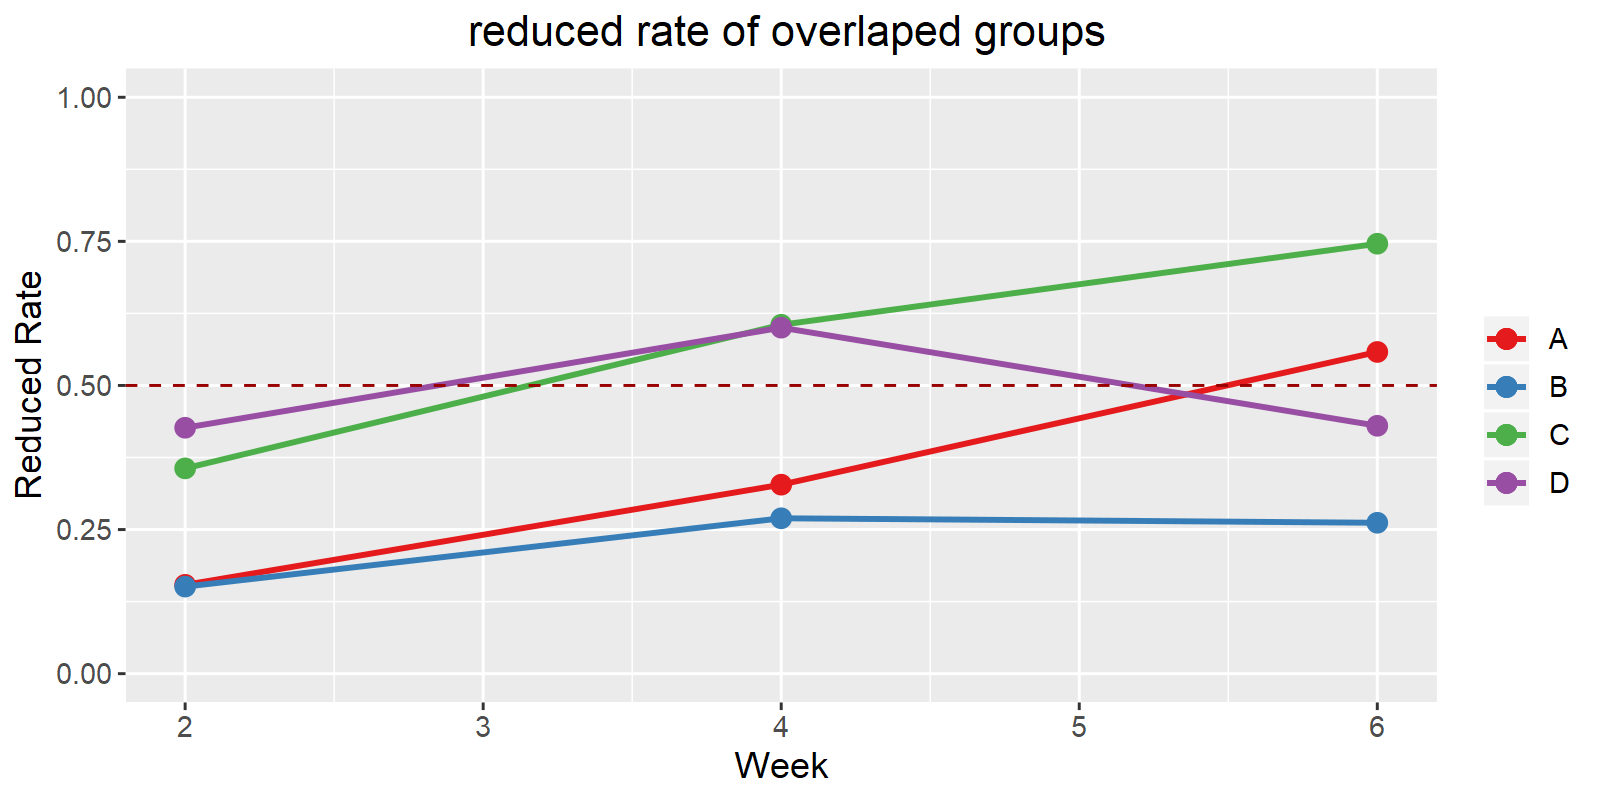 reduced rate of overlaped groups
Reduced Rate
1.00
0.75
0.50
0.25
0.00
2 3 4 5 6
Week
A
B
C
D